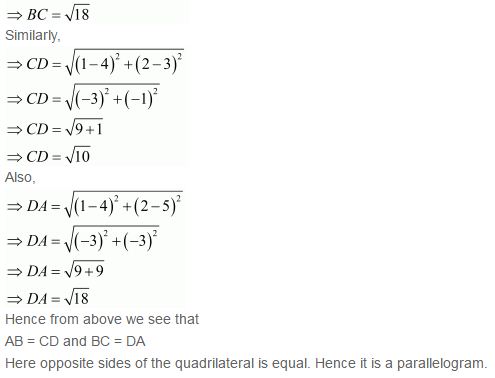 ⇒ BC = √18
Similarly,
⇒ CD = √((1−4)² + (2−3)²)
⇒ CD = √((−3)² + (−1)²)
⇒ CD = √(9+1)
⇒ CD = √10
Also,
⇒ DA = √((1−4)² + (2−5)²)
⇒ DA = √((−3)² + (−3)²)
⇒ DA = √(9+9)
⇒ DA = √18
Hence from above we see that
AB = CD and BC = DA
Here opposite sides of the quadrilateral is equal. Hence it is a parallelogram.